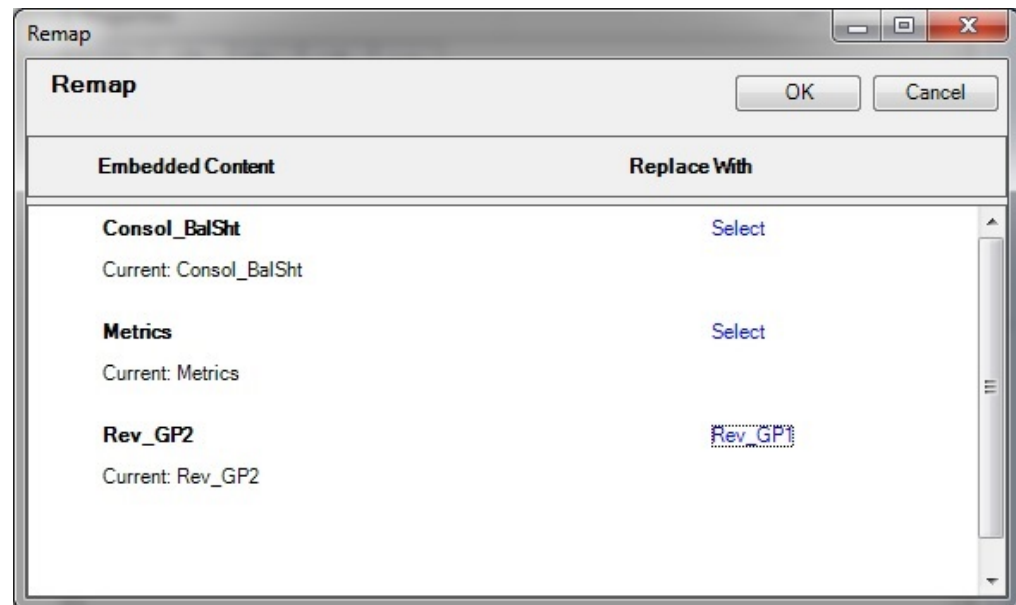 Remap
Remap
OK Cancel
Embedded Content Replace With
Consol_BalSht Select
Current: Consol_BalSht
Metrics Select
Current: Metrics
Rev_GP2 Rev_GP1
Current: Rev_GP2